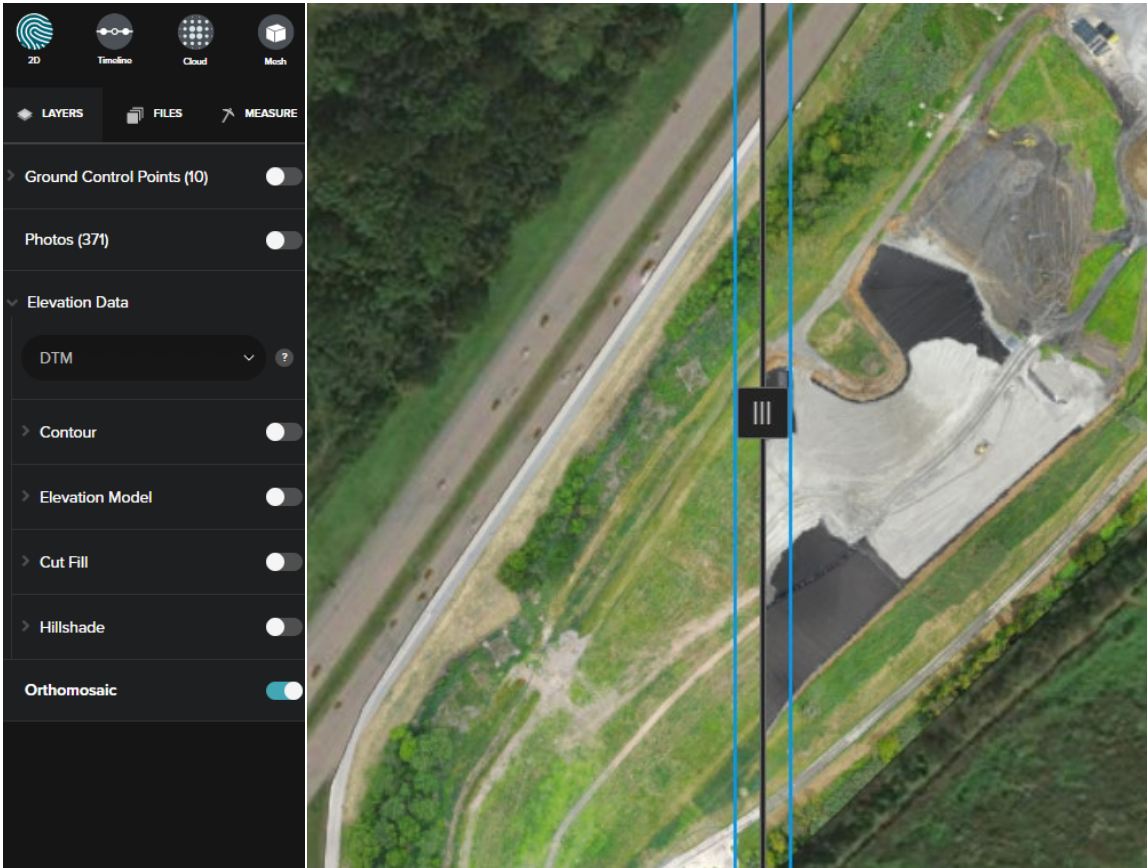 2D
Timeline
Cloud
Mesh
LAYERS
FILES
MEASURE
Ground Control Points (10)
Photos (371)
Elevation Data
DTM
?
Contour
Elevation Model
Cut Fill
Hillshade
Orthomosaic